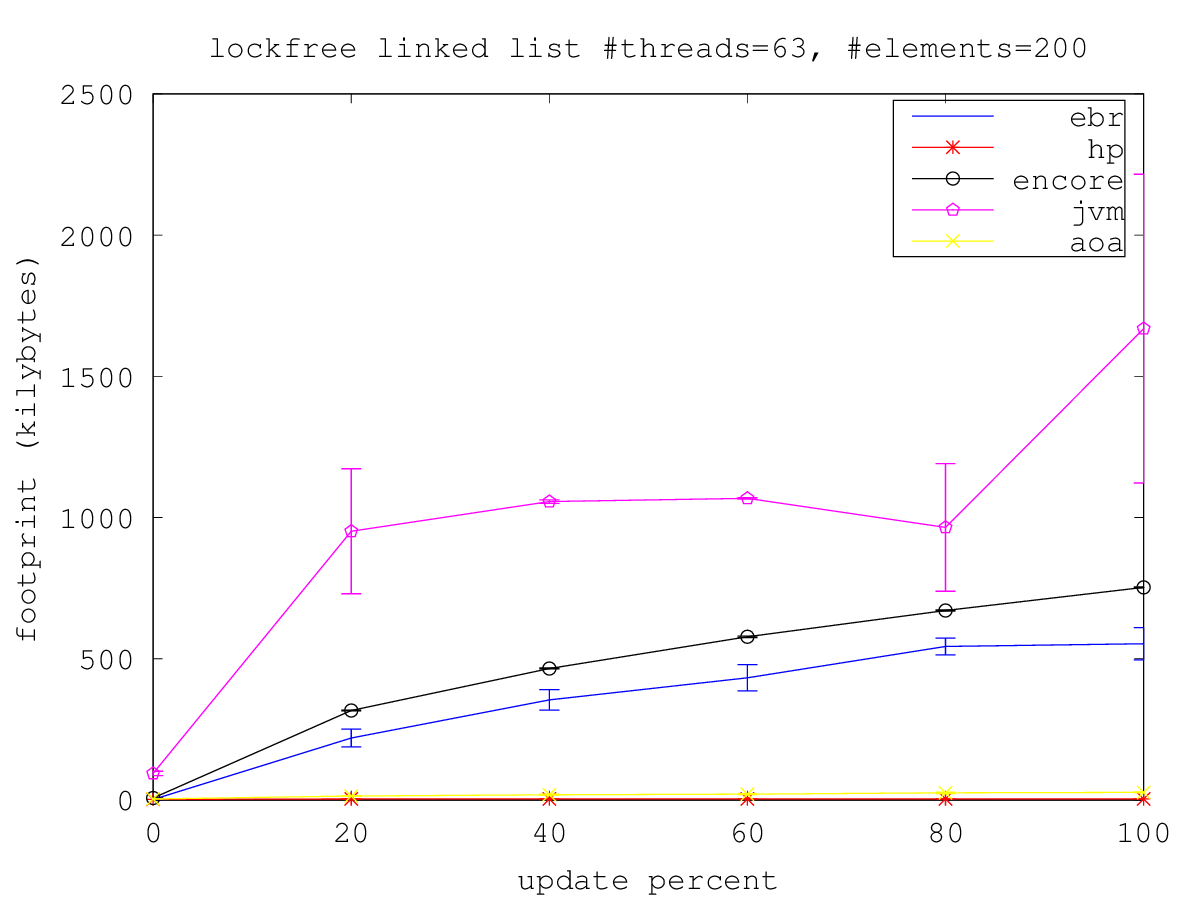 lockfree linked list #threads=63, #elements=200
2500
2000
1500
1000
500
0
footprint (kilybytes)
ebr
hp
encore
jvm
aoa
0 20 40 60 80 100
update percent